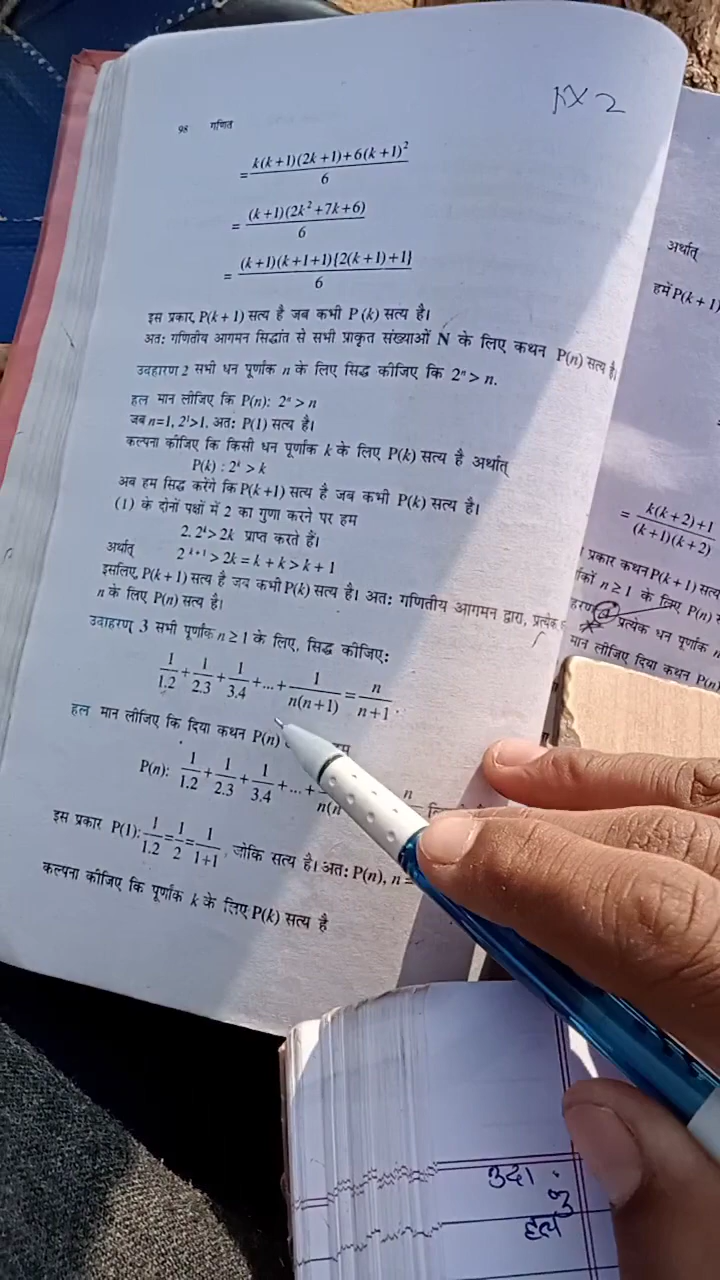 98 गणित
= k(k+1)(2k+1)+6(k+1)² / 6
= (k+1)(2k²+7k+6) / 6
= (k+1)(k+1+1){2(k+1)+1} / 6
इस प्रकार, P(k+1) सत्य है जब कभी P(k) सत्य है।
अतः गणितीय आगमन सिद्धांत से सभी प्राकृत संख्याओं N के लिए कथन P(n) सत्य है।
उदहारण 2 सभी धन पूर्णांक n के लिए सिद्ध कीजिए कि 2ⁿ > n.
हल मान लीजिए कि P(n): 2ⁿ > n
जब n=1, 2¹>1. अतः P(1) सत्य है।
कल्पना कीजिए कि किसी धन पूर्णांक k के लिए P(k) सत्य है अर्थात्
P(k) : 2ᵏ > k
अब हम सिद्ध करेंगे कि P(k+1) सत्य है जब कभी P(k) सत्य है।
(1) के दोनों पक्षों में 2 का गुणा करने पर हम
2. 2ᵏ > 2k प्राप्त करते हैं।
अर्थात् 2ᵏ⁺¹ > 2k = k + k > k + 1
इसलिए, P(k+1) सत्य है जब कभी P(k) सत्य है। अतः गणितीय आगमन द्वारा, प्रत्येक
n के लिए P(n) सत्य है।
उदाहरण 3 सभी पूर्णांक n ≥ 1 के लिए, सिद्ध कीजिए:
1/1.2 + 1/2.3 + 1/3.4 + ... + 1/n(n+1) = n/n+1.
हल मान लीजिए कि दिया कथन P(n)
P(n): 1/1.2 + 1/2.3 + 1/3.4 + ... + n(n n
इस प्रकार P(1): 1/1.2 = 1/2 = 1/1+1, जोकि सत्य है। अतः P(n), n =
कल्पना कीजिए कि पूर्णांक k के लिए P(k) सत्य है
अर्थात्
हमें P(k+1)
= k(k+2)+1 / (k+1)(k+2)
प्रकार कथन P(k+1) सत्य
n ≥ 1 के लिए P(n)
प्रत्येक धन पूर्णांक n
मान लीजिए दिया कथन P(n)
उदा. 3
हल